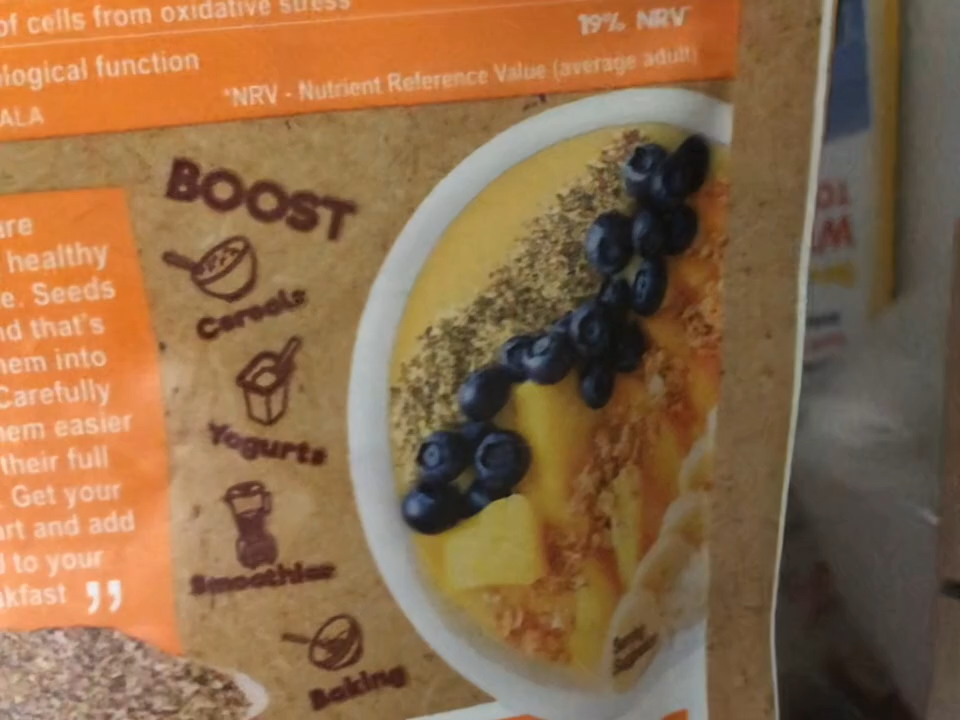 of cells from oxidative stress
19% NRV
ological function
*NRV - Nutrient Reference Value (average adult)
ALA
BOOST
Cereals
Yogurts
Smoothies
Baking
are
healthy
e. Seeds
nd that's
hem into
Carefully
hem easier
their full
. Get your
art and add
d to your
akfast ”